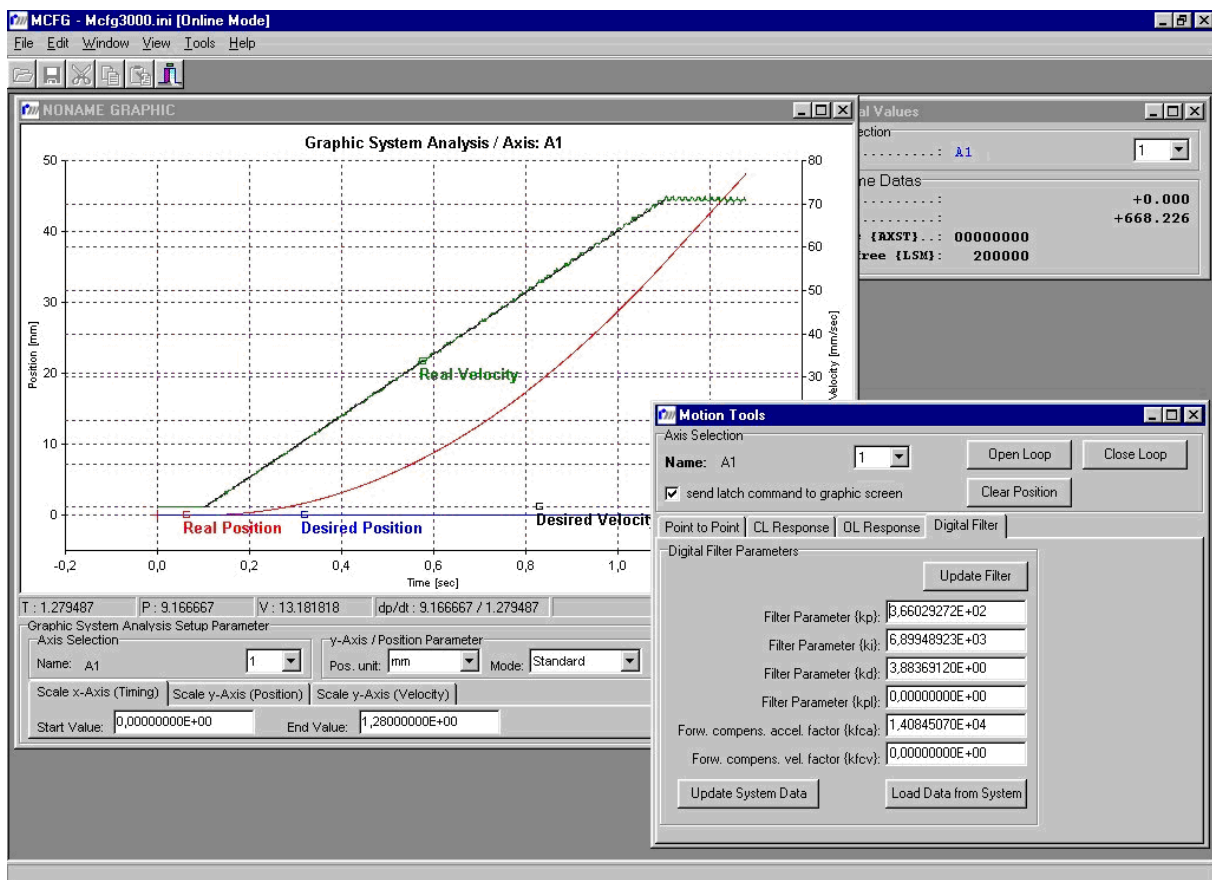 MCFG - Mcfg3000.ini [Online Mode]
File Edit Window View Tools Help
NONAME GRAPHIC
Graphic System Analysis / Axis: A1
50
40
30
20
10
0
Position [mm]
80
70
60
50
40
30
Velocity [mm/sec]
Real Velocity
Real Position
Desired Position
Desired Velocity
-0,2 0,0 0,2 0,4 0,6 0,8 1,0
Time [sec]
T : 1.279487 P : 9.166667 V : 13.181818 dp/dt : 9.166667 / 1.279487
Graphic System Analysis Setup Parameter
Axis Selection
Name: A1 1
y-Axis / Position Parameter
Pos. unit: mm Mode: Standard
Scale x-Axis (Timing) Scale y-Axis (Position) Scale y-Axis (Velocity)
Start Value: 0,00000000E+00 End Value: 1,28000000E+00
al Values
ection
.........: A1 1
me Datas
.....: +0.000
........: +668.226
{AXST}..: 00000000
ree {LSM}: 200000
Motion Tools
Axis Selection
Name: A1 1 Open Loop Close Loop
send latch command to graphic screen Clear Position
Point to Point CL Response OL Response Digital Filter
Digital Filter Parameters
Update Filter
Filter Parameter {kp}: 3,66029272E+02
Filter Parameter {ki}: 6,89948923E+03
Filter Parameter {kd}: 3,88369120E+00
Filter Parameter {kpl}: 0,00000000E+00
Forw. compens. accel. factor {kfca}: 1,40845070E+04
Forw. compens. vel. factor {kfcv}: 0,00000000E+00
Update System Data Load Data from System